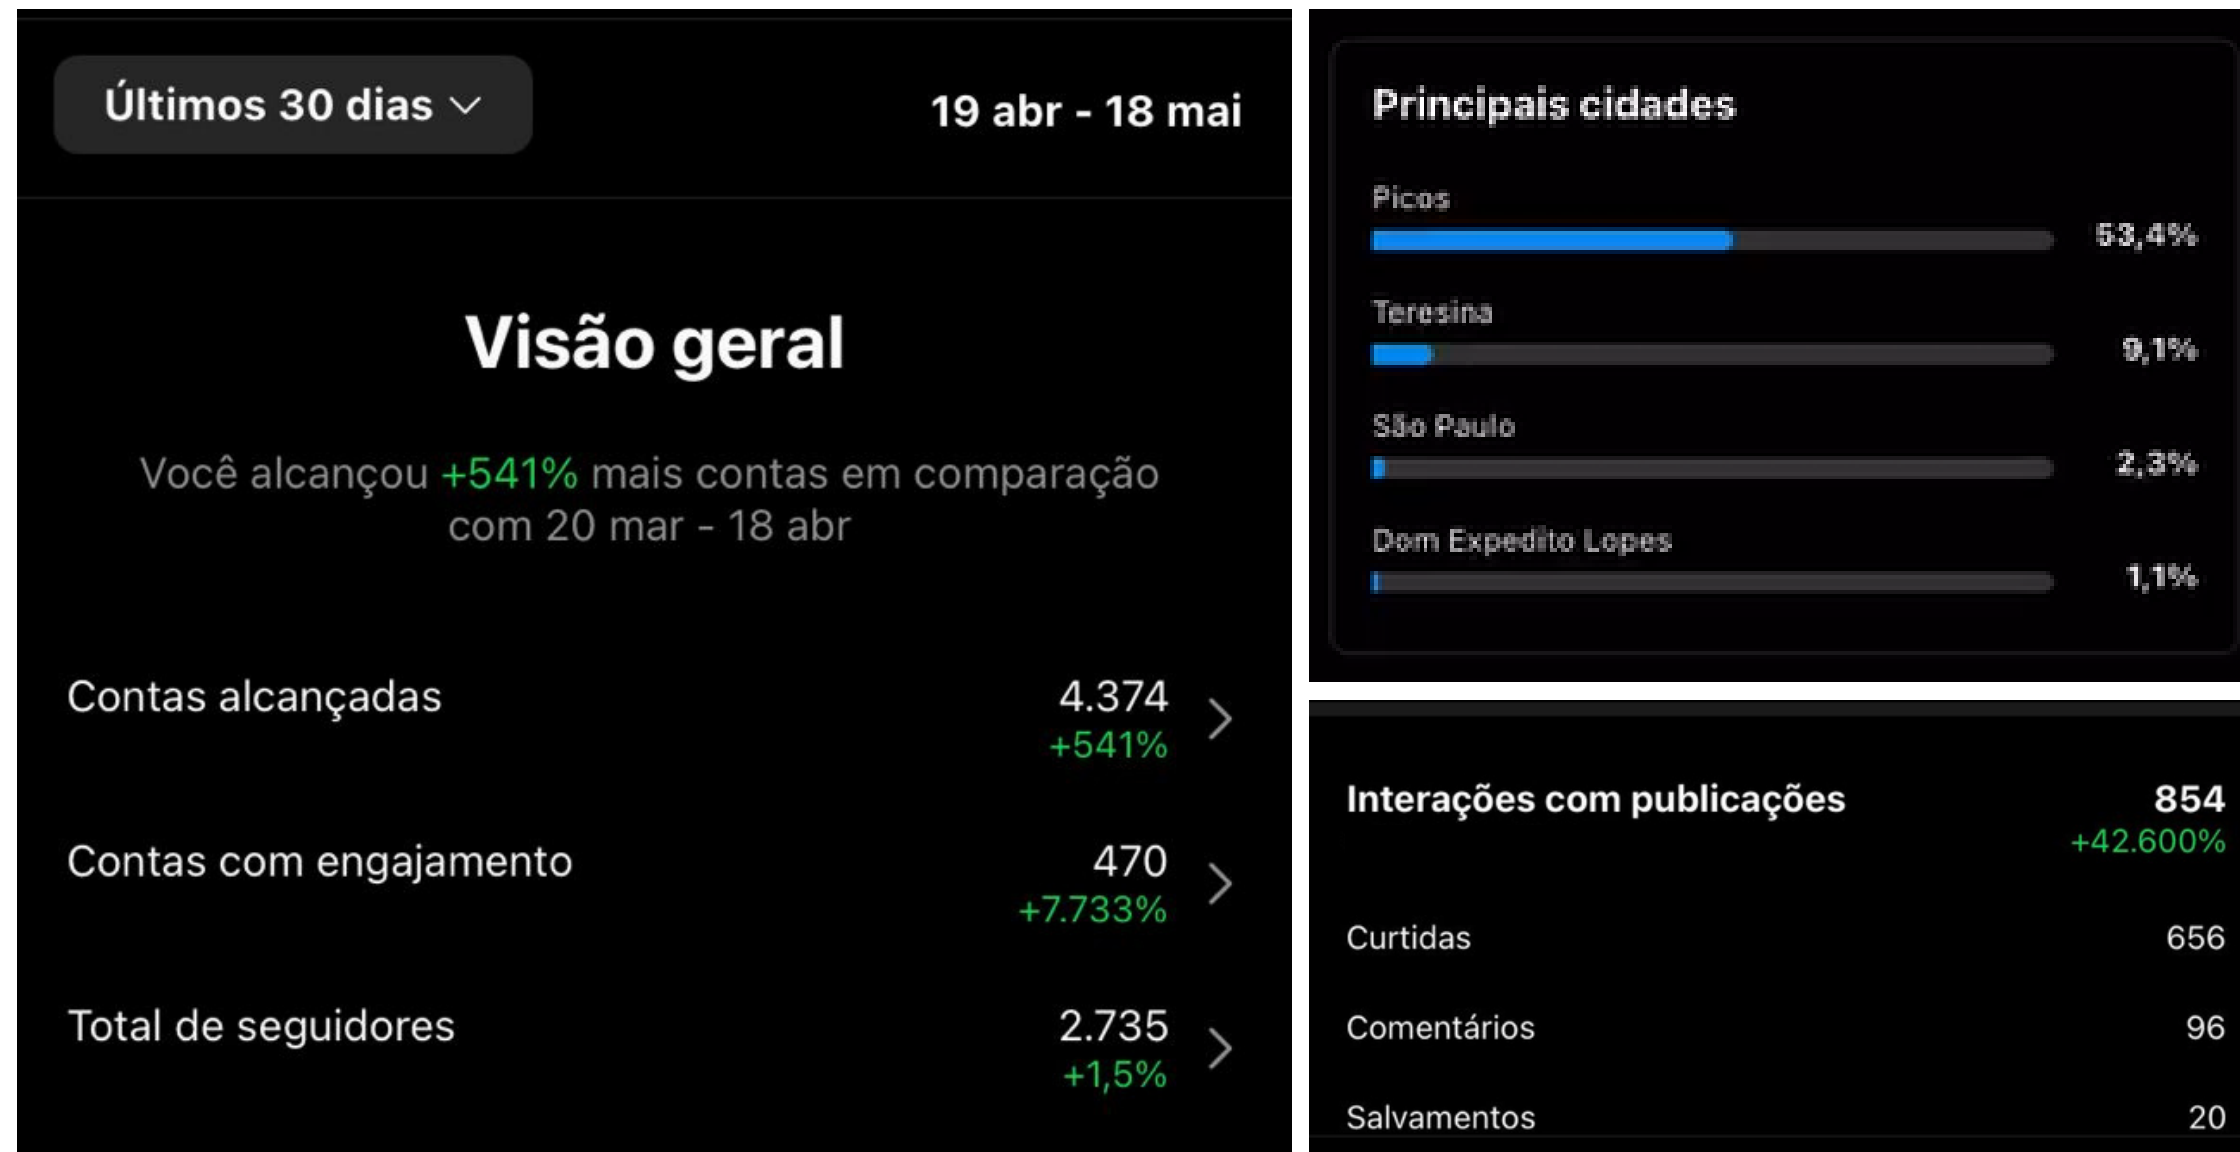 Últimos 30 dias
19 abr - 18 mai
Visão geral
Você alcançou +541% mais contas em comparação
com 20 mar - 18 abr
Contas alcançadas
4.374
+541%
Contas com engajamento
470
+7.733%
Total de seguidores
2.735
+1,5%
Principais cidades
Picos
53,4%
Teresina
9,1%
São Paulo
2,3%
Dom Expedito Lopes
1,1%
Interações com publicações
854
+42.600%
Curtidas
656
Comentários
96
Salvamentos
20